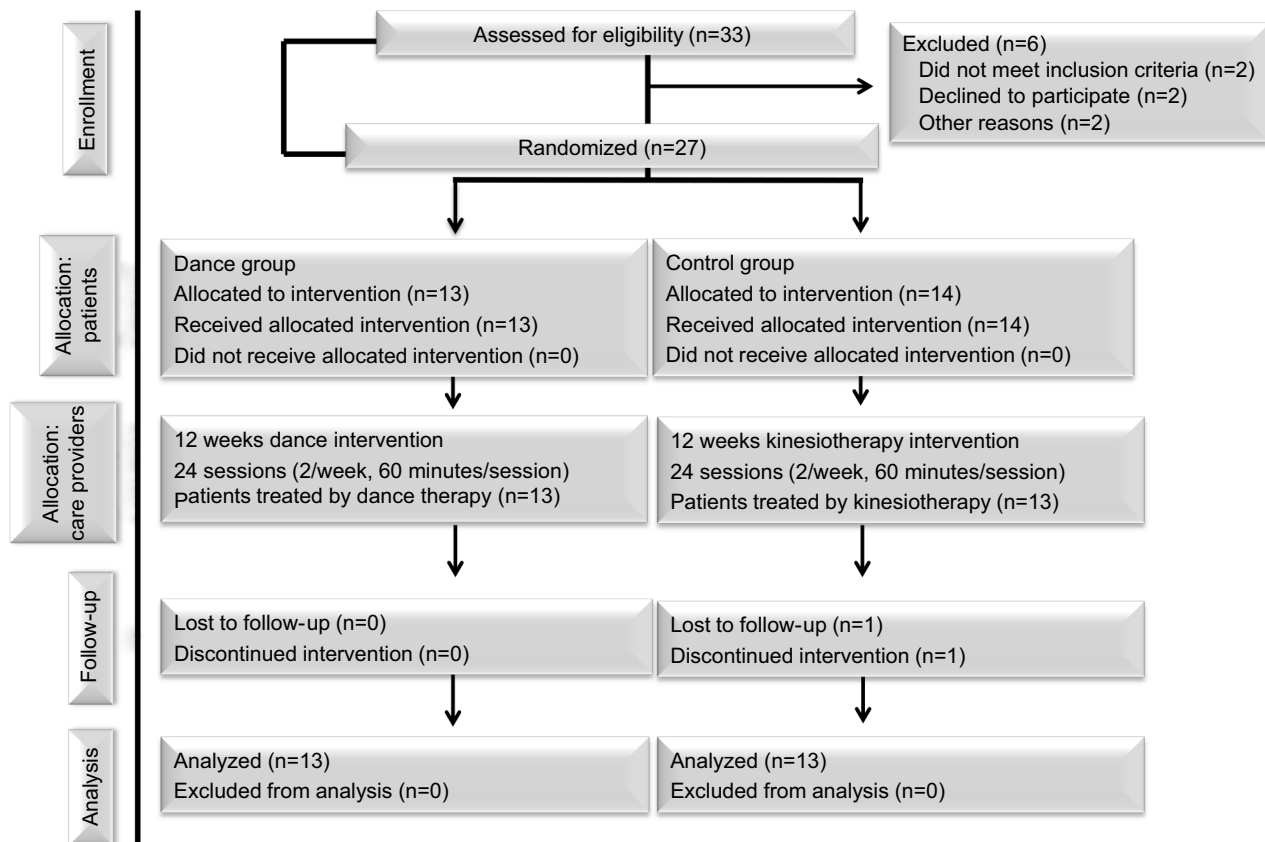 Enrollment
Assessed for eligibility (n=33)
Excluded (n=6)
Did not meet inclusion criteria (n=2)
Declined to participate (n=2)
Other reasons (n=2)
Randomized (n=27)
Allocation:
patients
Dance group
Allocated to intervention (n=13)
Received allocated intervention (n=13)
Did not receive allocated intervention (n=0)
Control group
Allocated to intervention (n=14)
Received allocated intervention (n=14)
Did not receive allocated intervention (n=0)
Allocation:
care providers
12 weeks dance intervention
24 sessions (2/week, 60 minutes/session)
Patients treated by dance therapy (n=13)
12 weeks kinesiotherapy intervention
24 sessions (2/week, 60 minutes/session)
Patients treated by kinesiotherapy (n=13)
Follow-up
Lost to follow-up (n=0)
Discontinued intervention (n=0)
Lost to follow-up (n=1)
Discontinued intervention (n=1)
Analysis
Analyzed (n=13)
Excluded from analysis (n=0)
Analyzed (n=13)
Excluded from analysis (n=0)